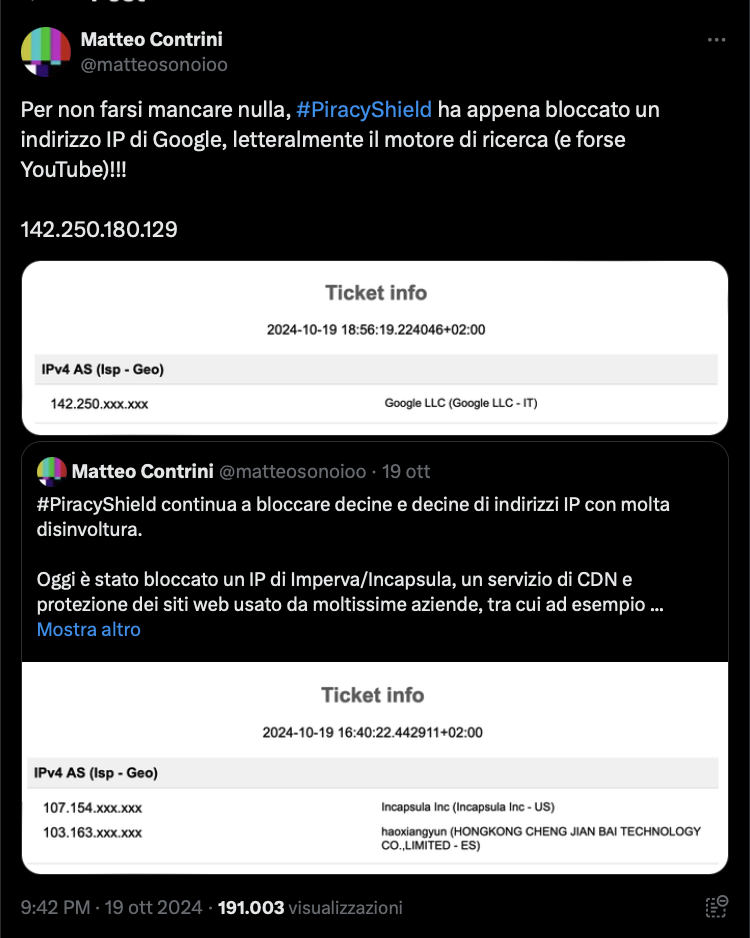 Matteo Contrini
@matteosonoioo
Per non farsi mancare nulla, #PiracyShield ha appena bloccato un
indirizzo IP di Google, letteralmente il motore di ricerca (e forse
YouTube)!!!
142.250.180.129
Ticket info
2024-10-19 18:56:19.224046+02:00
IPv4 AS (Isp - Geo)
142.250.xxx.xxx Google LLC (Google LLC - IT)
Matteo Contrini @matteosonoioo · 19 ott
#PiracyShield continua a bloccare decine e decine di indirizzi IP con molta
disinvoltura.
Oggi è stato bloccato un IP di Imperva/Incapsula, un servizio di CDN e
protezione dei siti web usato da moltissime aziende, tra cui ad esempio ...
Mostra altro
Ticket info
2024-10-19 16:40:22.442911+02:00
IPv4 AS (Isp - Geo)
107.154.xxx.xxx Incapsula Inc (Incapsula Inc - US)
103.163.xxx.xxx haoxiangyun (HONGKONG CHENG JIAN BAI TECHNOLOGY
CO.,LIMITED - ES)
9:42 PM · 19 ott 2024 · 191.003 visualizzazioni